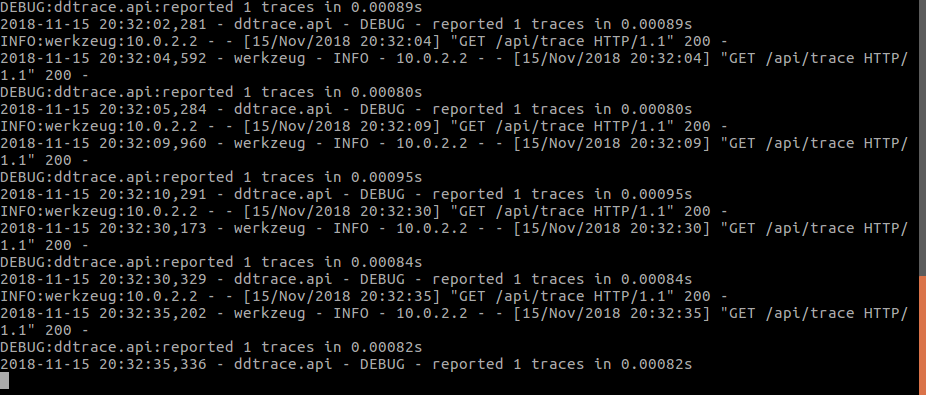 DEBUG:ddtrace.api:reported 1 traces in 0.00089s
2018-11-15 20:32:02,281 - ddtrace.api - DEBUG - reported 1 traces in 0.00089s
INFO:werkzeug:10.0.2.2 - - [15/Nov/2018 20:32:04] "GET /api/trace HTTP/1.1" 200 -
2018-11-15 20:32:04,592 - werkzeug - INFO - 10.0.2.2 - - [15/Nov/2018 20:32:04] "GET /api/trace HTTP/
1.1" 200 -
DEBUG:ddtrace.api:reported 1 traces in 0.00080s
2018-11-15 20:32:05,284 - ddtrace.api - DEBUG - reported 1 traces in 0.00080s
INFO:werkzeug:10.0.2.2 - - [15/Nov/2018 20:32:09] "GET /api/trace HTTP/1.1" 200 -
2018-11-15 20:32:09,960 - werkzeug - INFO - 10.0.2.2 - - [15/Nov/2018 20:32:09] "GET /api/trace HTTP/
1.1" 200 -
DEBUG:ddtrace.api:reported 1 traces in 0.00095s
2018-11-15 20:32:10,291 - ddtrace.api - DEBUG - reported 1 traces in 0.00095s
INFO:werkzeug:10.0.2.2 - - [15/Nov/2018 20:32:30] "GET /api/trace HTTP/1.1" 200 -
2018-11-15 20:32:30,173 - werkzeug - INFO - 10.0.2.2 - - [15/Nov/2018 20:32:30] "GET /api/trace HTTP/
1.1" 200 -
DEBUG:ddtrace.api:reported 1 traces in 0.00084s
2018-11-15 20:32:30,329 - ddtrace.api - DEBUG - reported 1 traces in 0.00084s
INFO:werkzeug:10.0.2.2 - - [15/Nov/2018 20:32:35] "GET /api/trace HTTP/1.1" 200 -
2018-11-15 20:32:35,202 - werkzeug - INFO - 10.0.2.2 - - [15/Nov/2018 20:32:35] "GET /api/trace HTTP/
1.1" 200 -
DEBUG:ddtrace.api:reported 1 traces in 0.00082s
2018-11-15 20:32:35,336 - ddtrace.api - DEBUG - reported 1 traces in 0.00082s